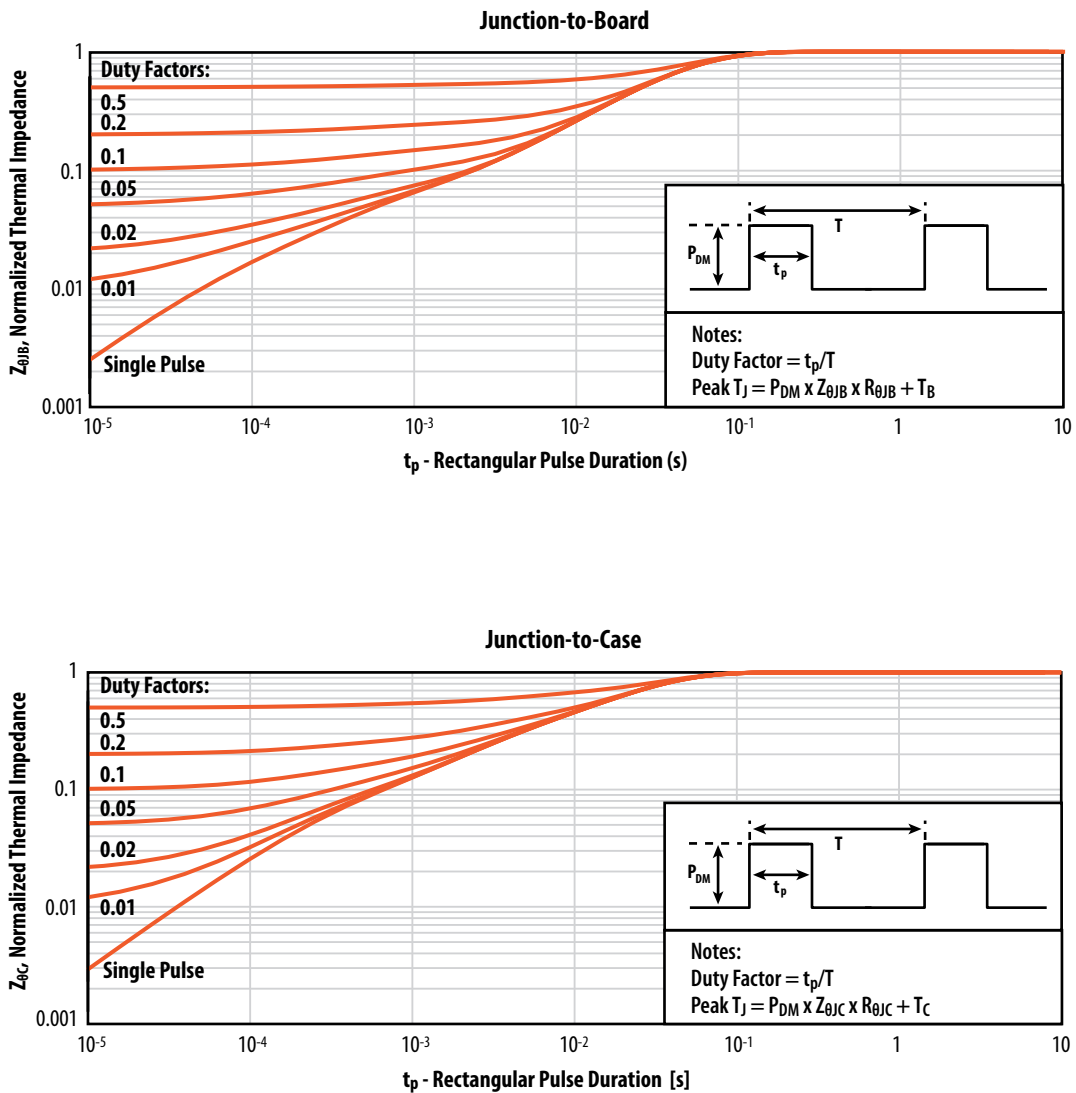 Junction-to-Board
Z_θJB, Normalized Thermal Impedance
1
0.1
0.01
0.001
Duty Factors:
0.5
0.2
0.1
0.05
0.02
0.01
Single Pulse
T
P_DM
t_p
Notes:
Duty Factor = t_p/T
Peak T_J = P_DM x Z_θJB x R_θJB + T_B
10^-5 10^-4 10^-3 10^-2 10^-1 1 10
t_p - Rectangular Pulse Duration (s)
Junction-to-Case
Z_θC, Normalized Thermal Impedance
1
0.1
0.01
0.001
Duty Factors:
0.5
0.2
0.1
0.05
0.02
0.01
Single Pulse
T
P_DM
t_p
Notes:
Duty Factor = t_p/T
Peak T_J = P_DM x Z_θJC x R_θJC + T_C
10^-5 10^-4 10^-3 10^-2 10^-1 1 10
t_p - Rectangular Pulse Duration [s]